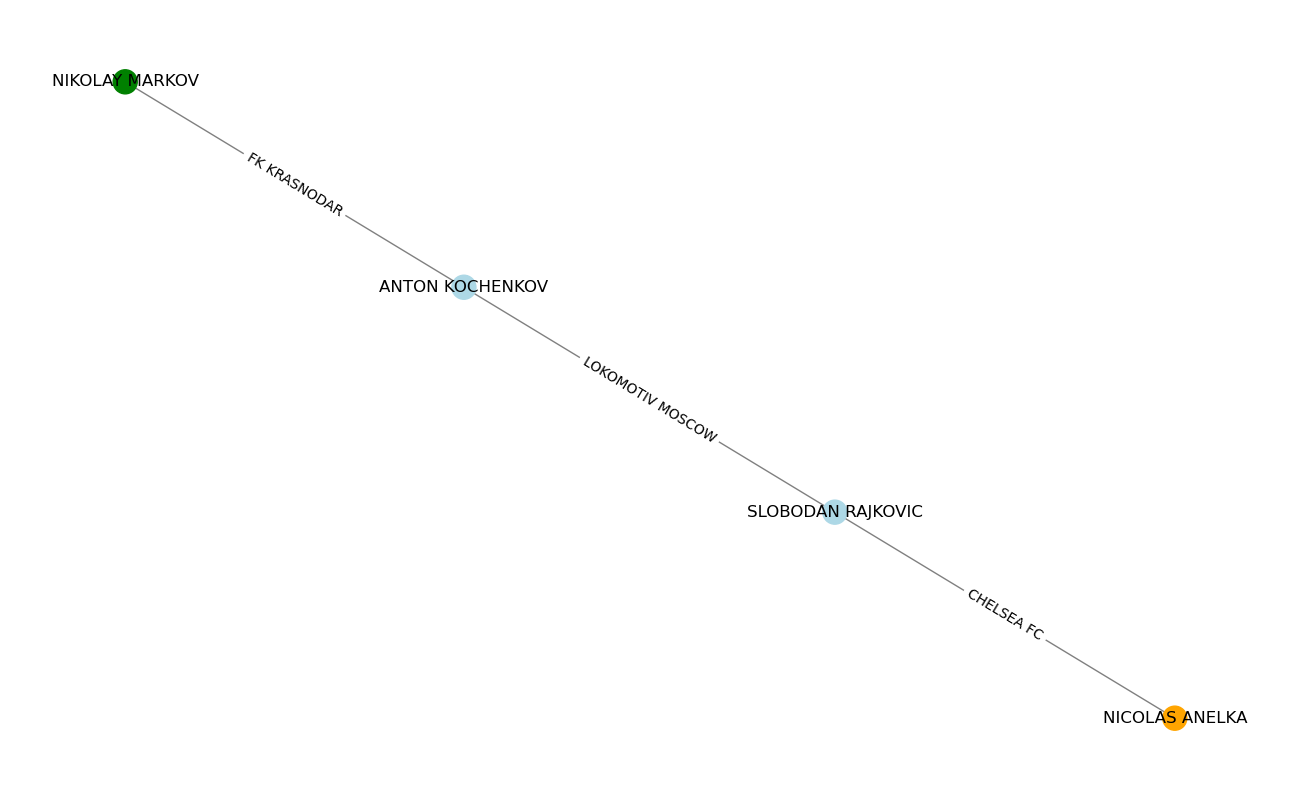 NIKOLAY MARKOV
FK KRASNODAR
ANTON KOCHENKOV
LOKOMOTIV MOSCOW
SLOBODAN RAJKOVIC
CHELSEA FC
NICOLAS ANELKA